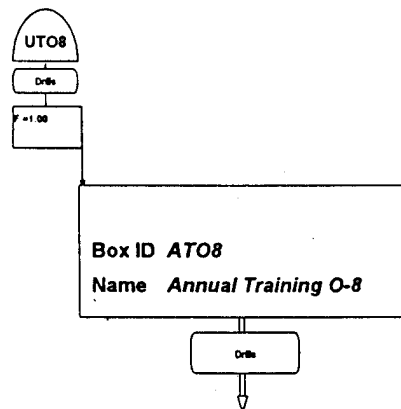 UTO8
Drills
F =1.00
Box ID ATO8
Name Annual Training O-8
Drills